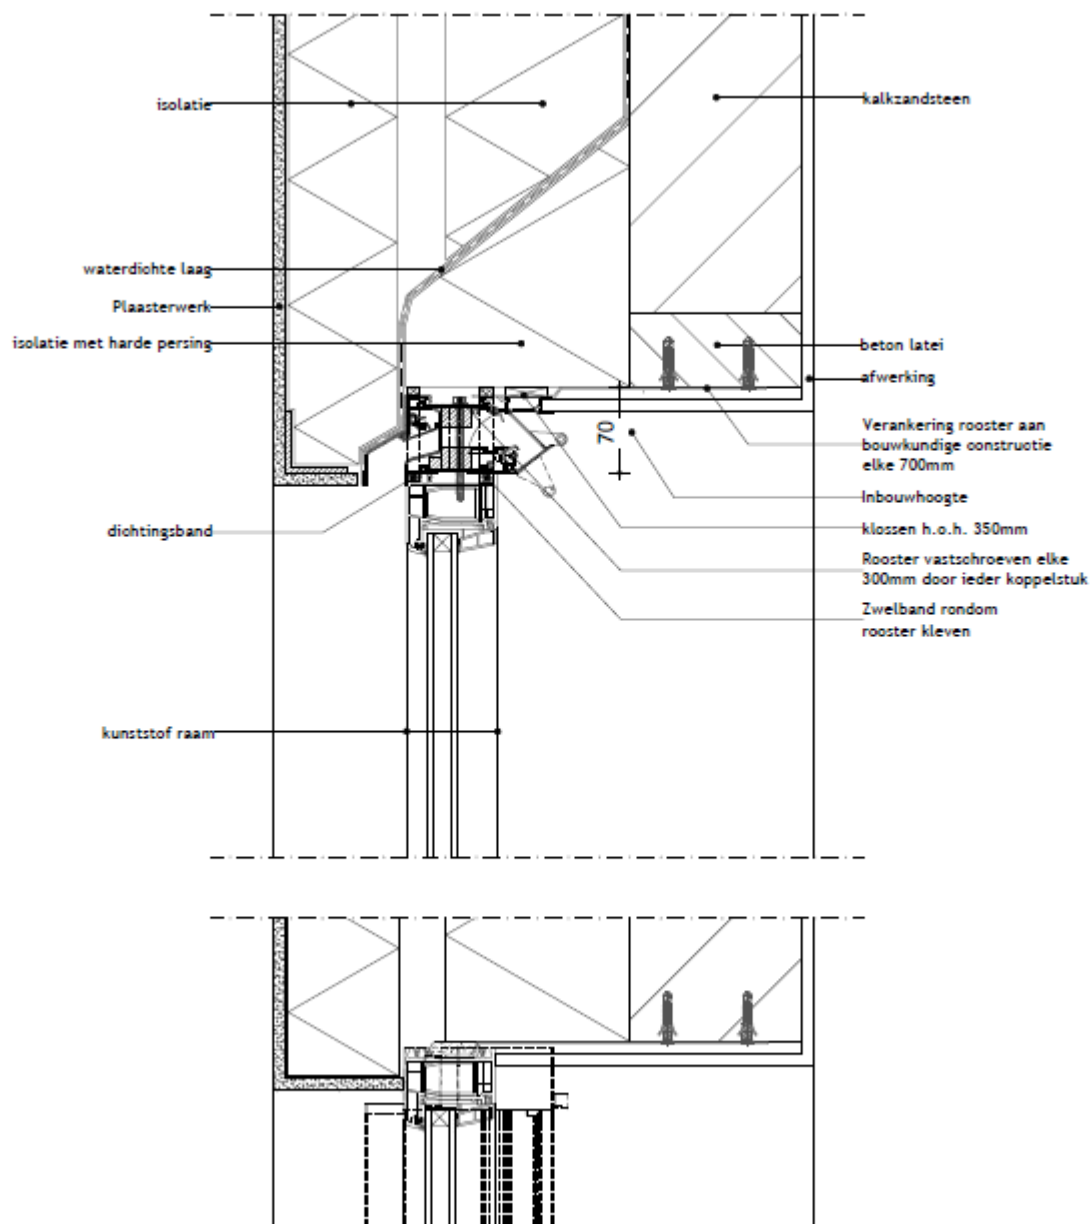 isolatie
kalkzandsteen
waterdichte laag
Plaasterwerk
isolatie met harde persing
beton latei
afwerking
70
Verankering rooster aan
bouwkundige constructie
elke 700mm
Inbouwhoogte
klossen h.o.h. 350mm
dichtingsband
Rooster vastschroeven elke
300mm door ieder koppelstuk
Zwelband rondom
rooster kleven
kunststof raam